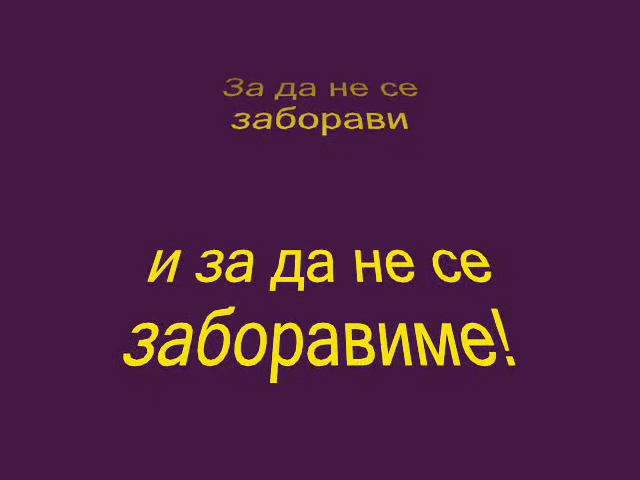 За да не се
заборави
и за да не се
заборавиме!